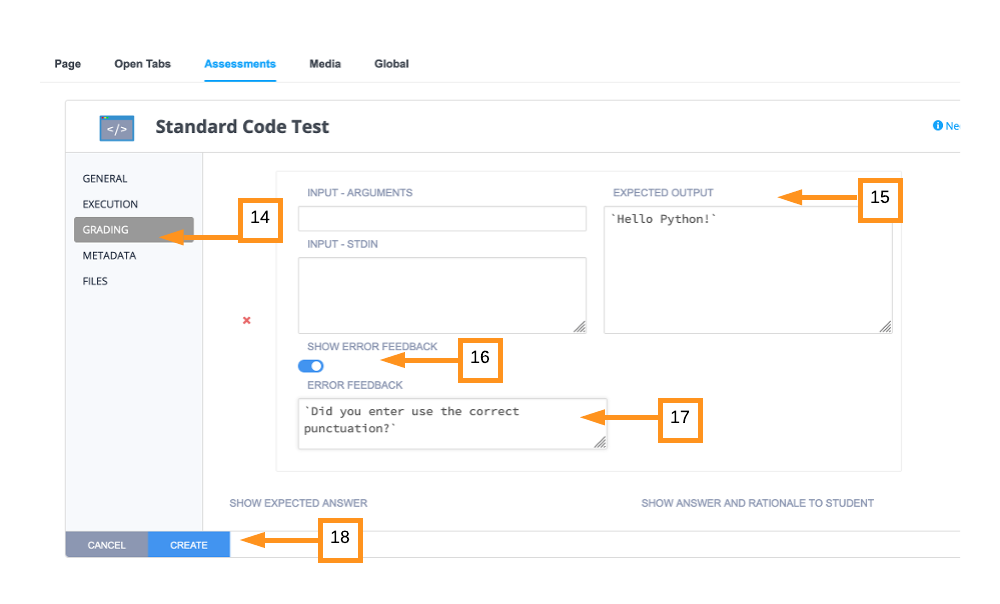 Page Open Tabs Assessments Media Global
</> Standard Code Test
Ne
GENERAL
EXECUTION
GRADING
METADATA
FILES
14
INPUT - ARGUMENTS
INPUT - STDIN
EXPECTED OUTPUT
15
`Hello Python!`
SHOW ERROR FEEDBACK
16
ERROR FEEDBACK
`Did you enter use the correct
punctuation?`
17
SHOW EXPECTED ANSWER
SHOW ANSWER AND RATIONALE TO STUDENT
CANCEL CREATE
18